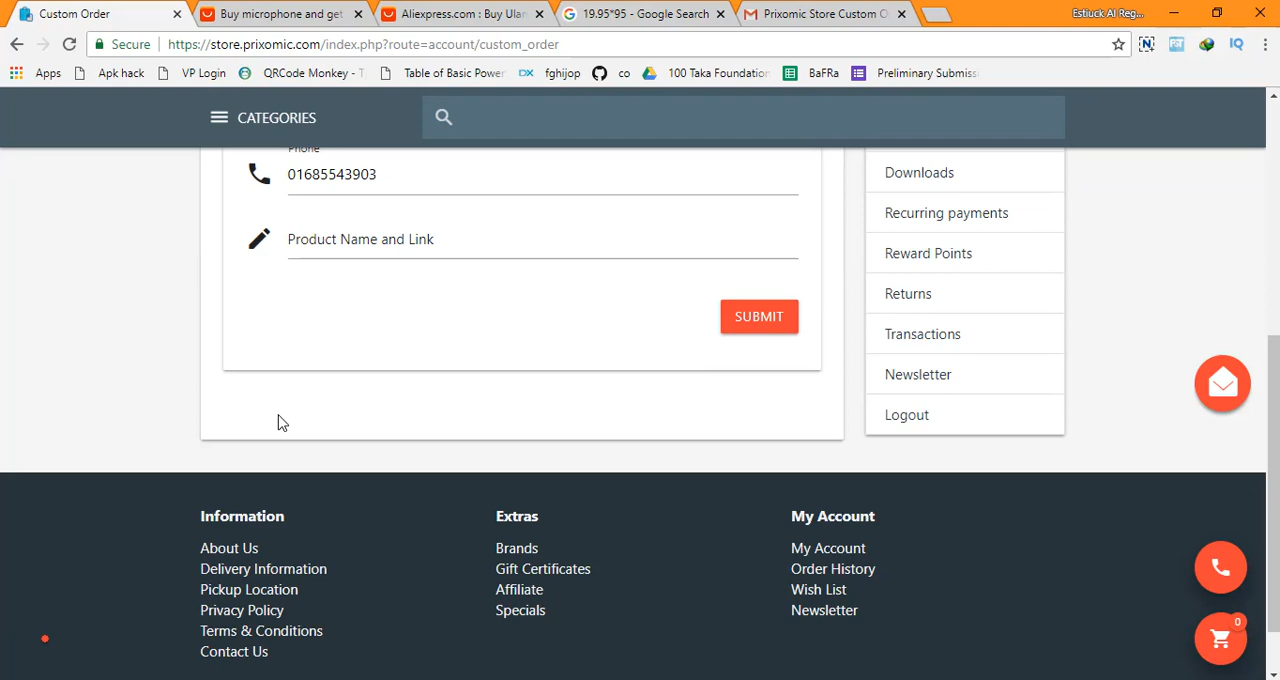 Custom Order
Buy microphone and get
Aliexpress.com : Buy Ulan
19.95*95 - Google Search
Prixomic Store Custom O
Estiuck Al Reg...
Secure
https://store.prixomic.com/index.php?route=account/custom_order
Apps
Apk hack
VP Login
QRCode Monkey - T
Table of Basic Power
DX
fghijop
co
100 Taka Foundation
BaFRa
Preliminary Submiss
IQ
CATEGORIES
Phone
01685543903
Product Name and Link
SUBMIT
Downloads
Recurring payments
Reward Points
Returns
Transactions
Newsletter
Logout
Information
About Us
Delivery Information
Pickup Location
Privacy Policy
Terms & Conditions
Contact Us
Extras
Brands
Gift Certificates
Affiliate
Specials
My Account
My Account
Order History
Wish List
Newsletter
0